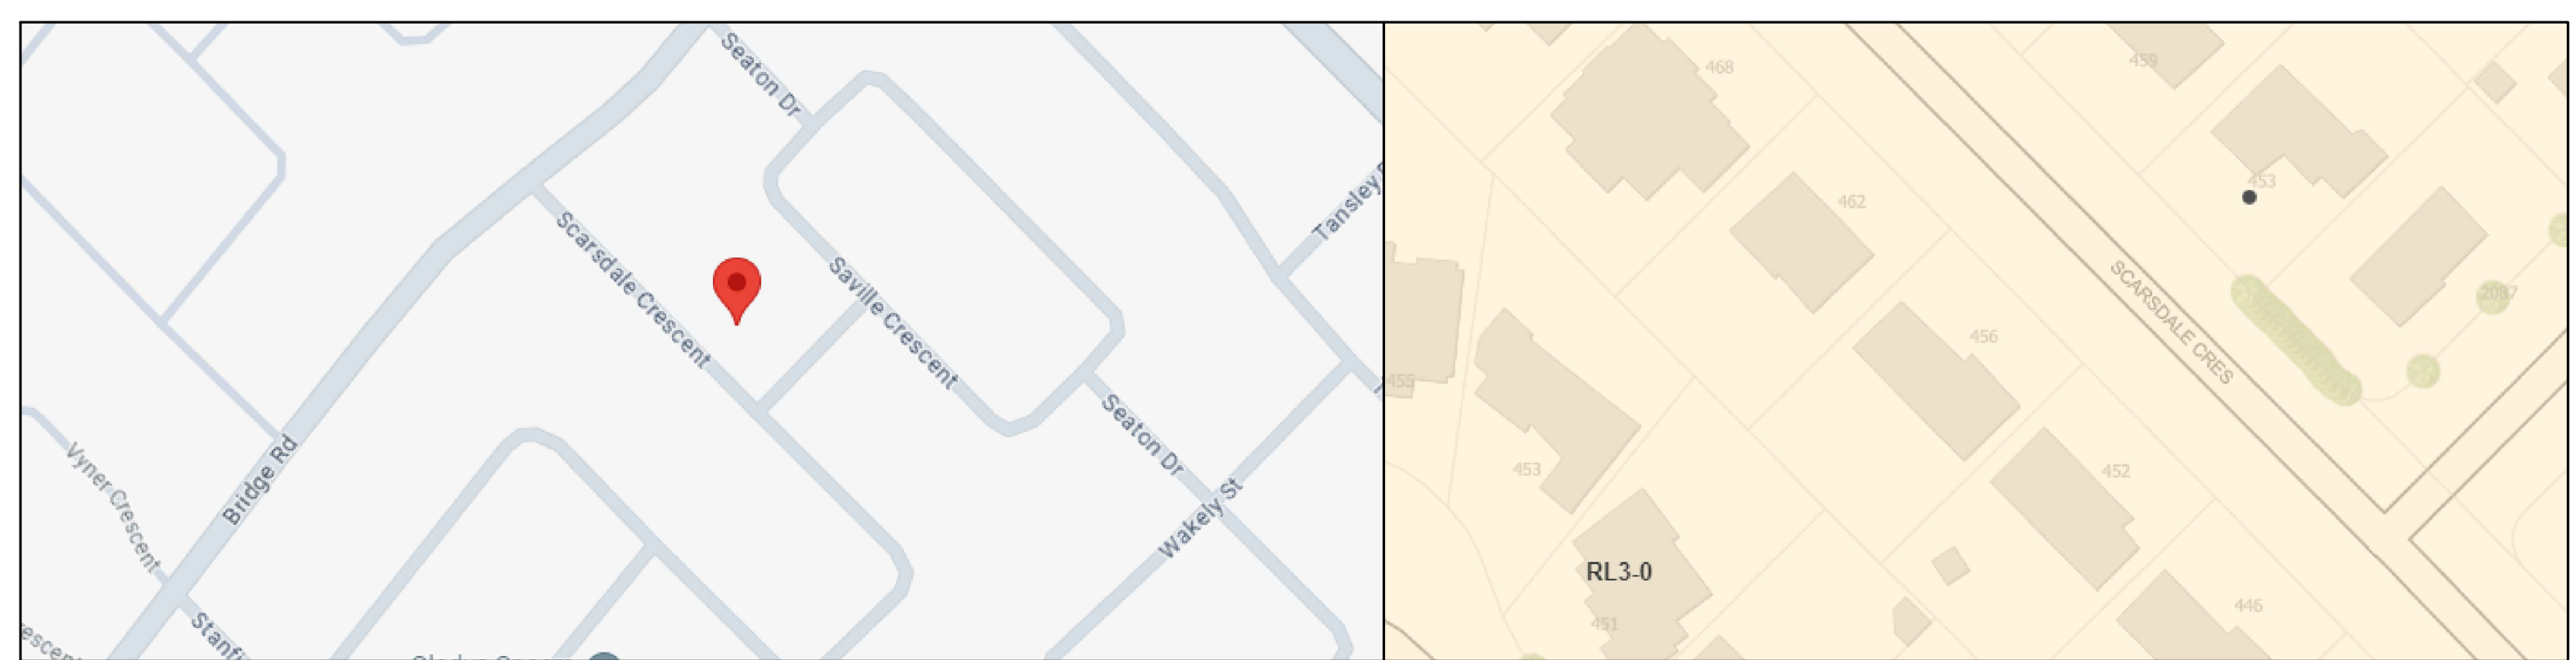 Seaton Dr
Scarsdale Crescent
Saville Crescent
Tansley
Bridge Rd
Vyner Crescent
Seaton Dr
Wakely St
468
459
453
462
2087
SCARSDALE CRES
456
455
453
452
RL3-0
451
446